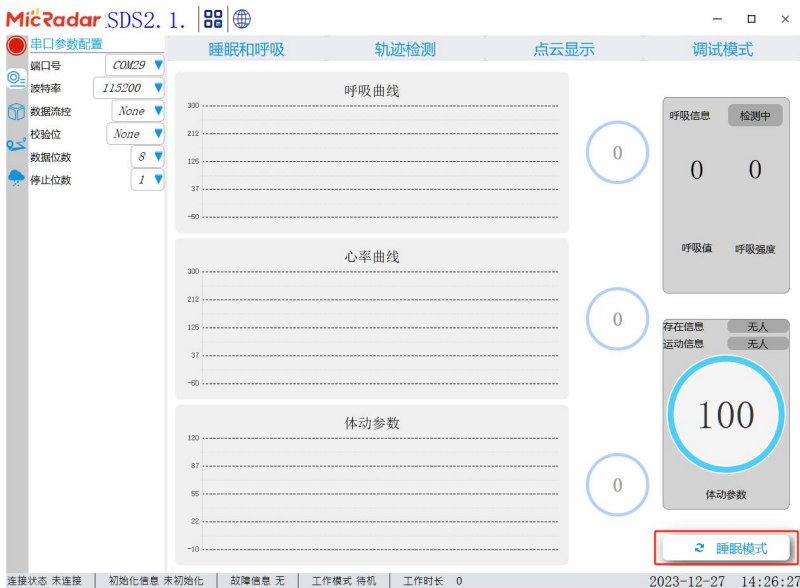 MicRadar SDS2.1.
串口参数配置
睡眠和呼吸
轨迹检测
点云显示
调试模式
端口号 COM29
波特率 115200
数据流控 None
校验位 None
数据位数 8
停止位数 1
呼吸曲线
300
212
125
37
-50
0
心率曲线
300
212
125
37
-50
0
体动参数
120
87
55
22
-10
0
呼吸信息 检测中
0 0
呼吸值 呼吸强度
存在信息 无人
运动信息 无人
100
体动参数
睡眠模式
连接状态 未连接 初始化信息 未初始化 故障信息 无 工作模式 待机 工作时长 0 2023-12-27 14:26:27